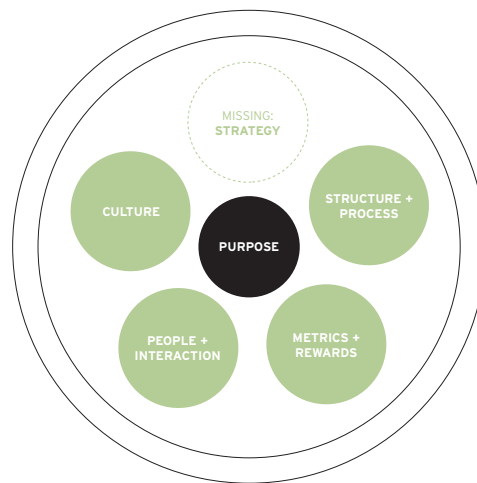 MISSING:
STRATEGY
CULTURE
STRUCTURE +
PROCESS
PURPOSE
PEOPLE +
INTERACTION
METRICS +
REWARDS